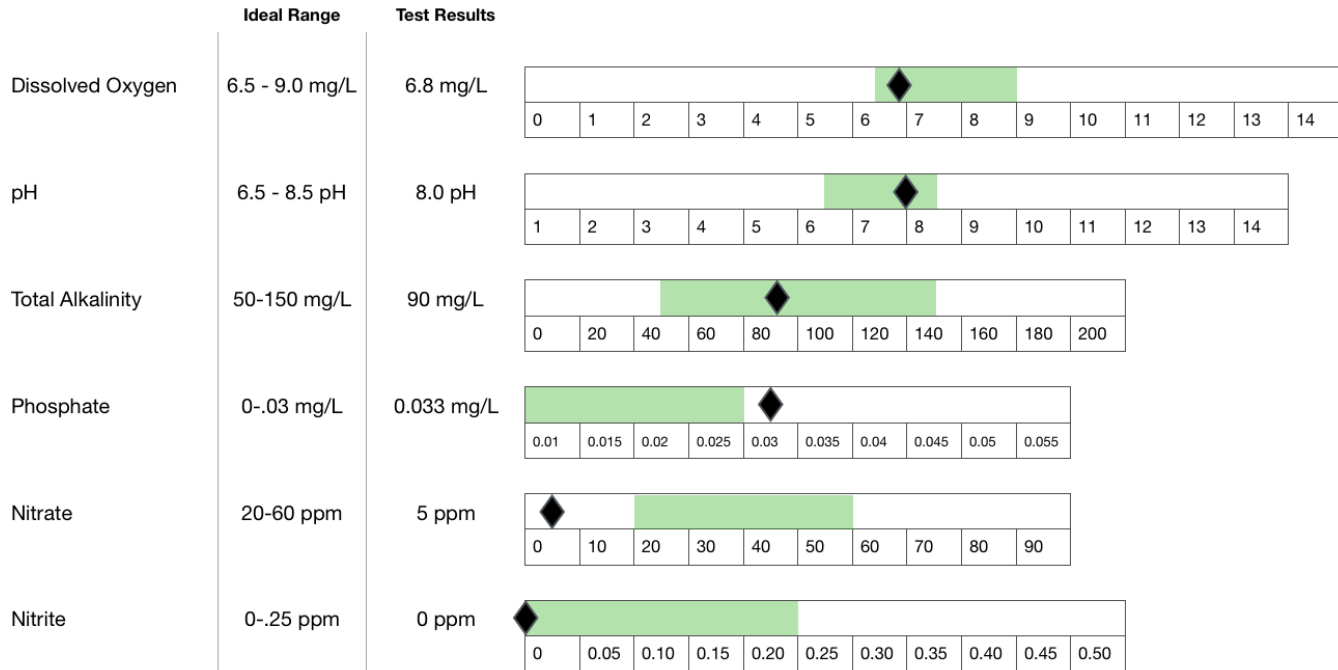 Ideal Range Test Results
Dissolved Oxygen 6.5 - 9.0 mg/L 6.8 mg/L
0 1 2 3 4 5 6 7 8 9 10 11 12 13 14
pH 6.5 - 8.5 pH 8.0 pH
1 2 3 4 5 6 7 8 9 10 11 12 13 14
Total Alkalinity 50-150 mg/L 90 mg/L
0 20 40 60 80 100 120 140 160 180 200
Phosphate 0-.03 mg/L 0.033 mg/L
0.01 0.015 0.02 0.025 0.03 0.035 0.04 0.045 0.05 0.055
Nitrate 20-60 ppm 5 ppm
0 10 20 30 40 50 60 70 80 90
Nitrite 0-.25 ppm 0 ppm
0 0.05 0.10 0.15 0.20 0.25 0.30 0.35 0.40 0.45 0.50